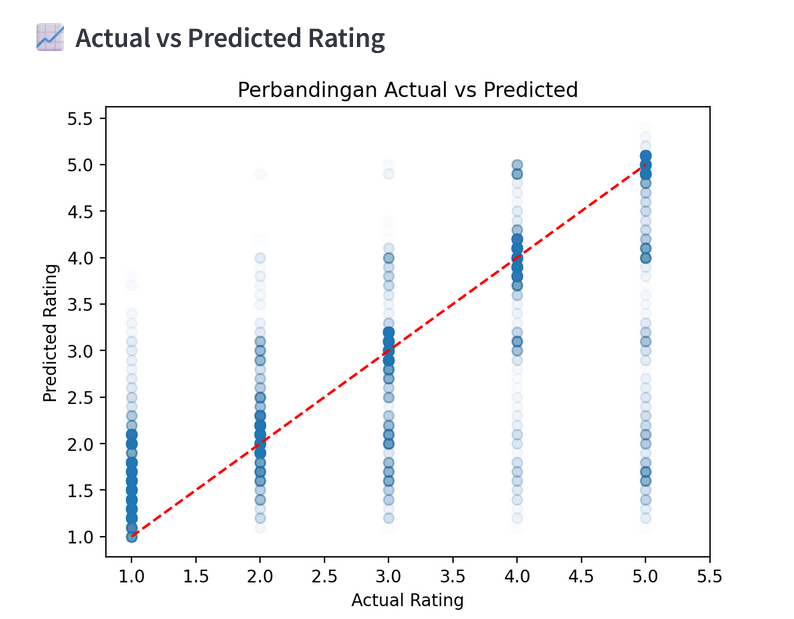 📈 Actual vs Predicted Rating
Perbandingan Actual vs Predicted
5.5
5.0
4.5
4.0
3.5
3.0
2.5
2.0
1.5
1.0
Predicted Rating
1.0 1.5 2.0 2.5 3.0 3.5 4.0 4.5 5.0 5.5
Actual Rating